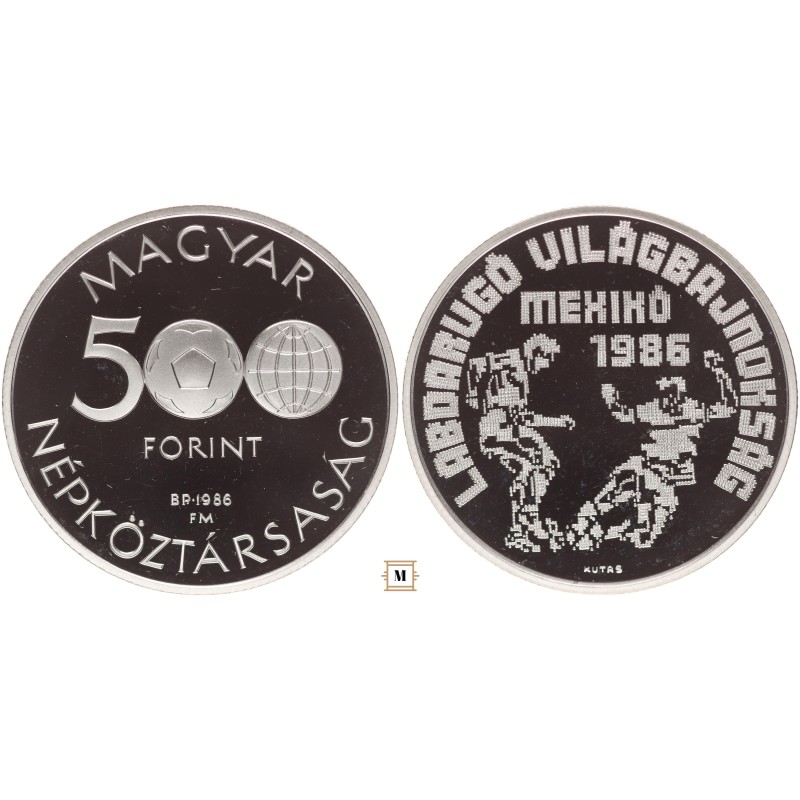 MAGYAR
500
FORINT
BP·1986
FM
NÉPKÖZTÁRSASÁG
LABDARUGÓ VILÁGBAJNOKSÁG
MEXIKÓ
1986
KUTAS
M